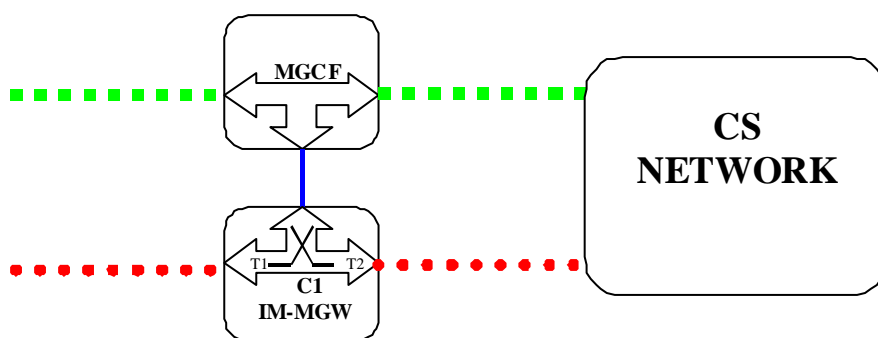 MGCF
CS
NETWORK
T1 T2
C1
IM-MGW